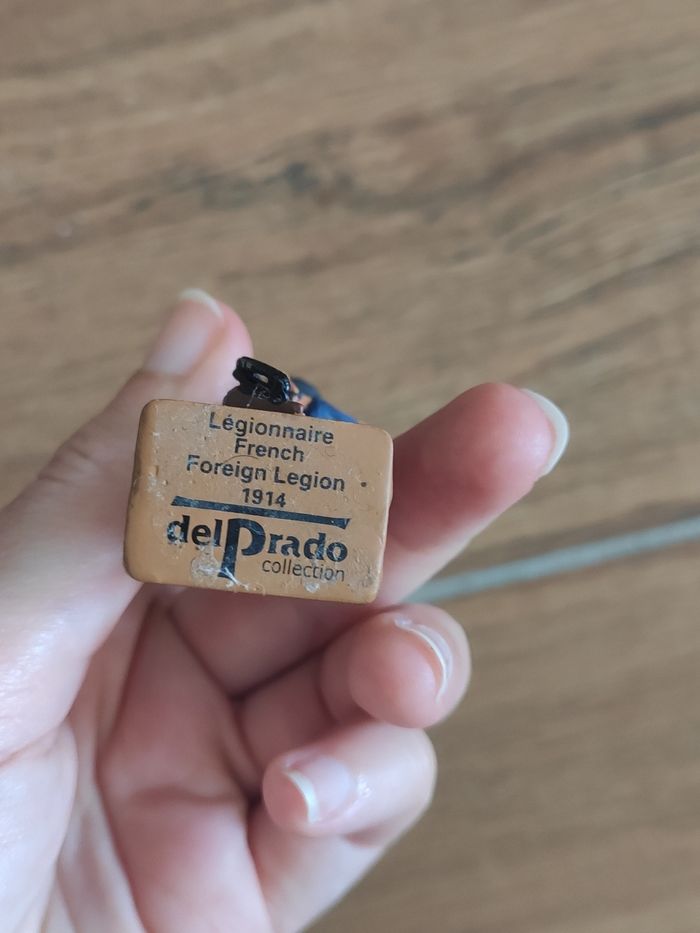 Légionnaire
French
Foreign Legion
1914
delPrado
collection